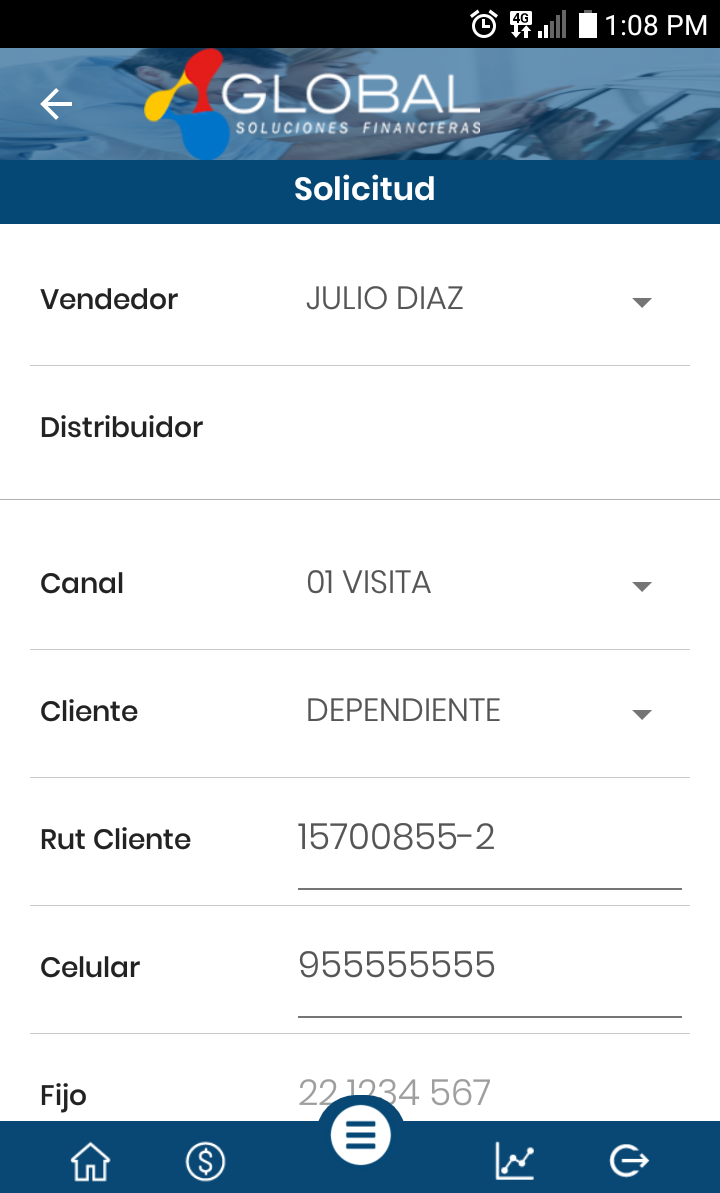 4G 1:08 PM
GLOBAL
SOLUCIONES FINANCIERAS
Solicitud
Vendedor JULIO DIAZ
Distribuidor
Canal 01 VISITA
Cliente DEPENDIENTE
Rut Cliente 15700855-2
Celular 955555555
Fijo 22 1234 567